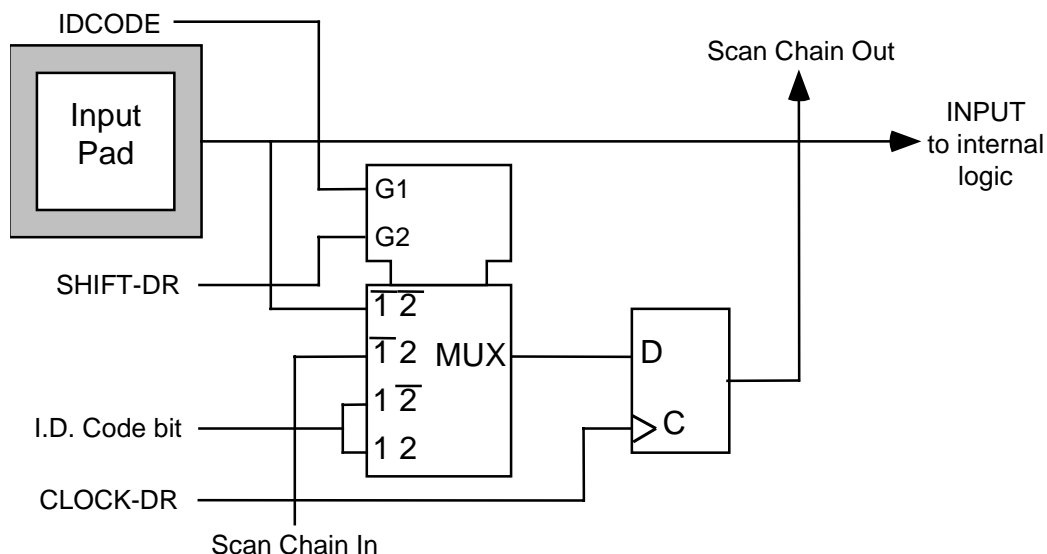 IDCODE
Scan Chain Out
Input
Pad
INPUT
to internal
logic
G1
G2
SHIFT-DR
1̅ 2̅
1̅ 2
MUX
D
1 2̅
I.D. Code bit
C
1 2
CLOCK-DR
Scan Chain In